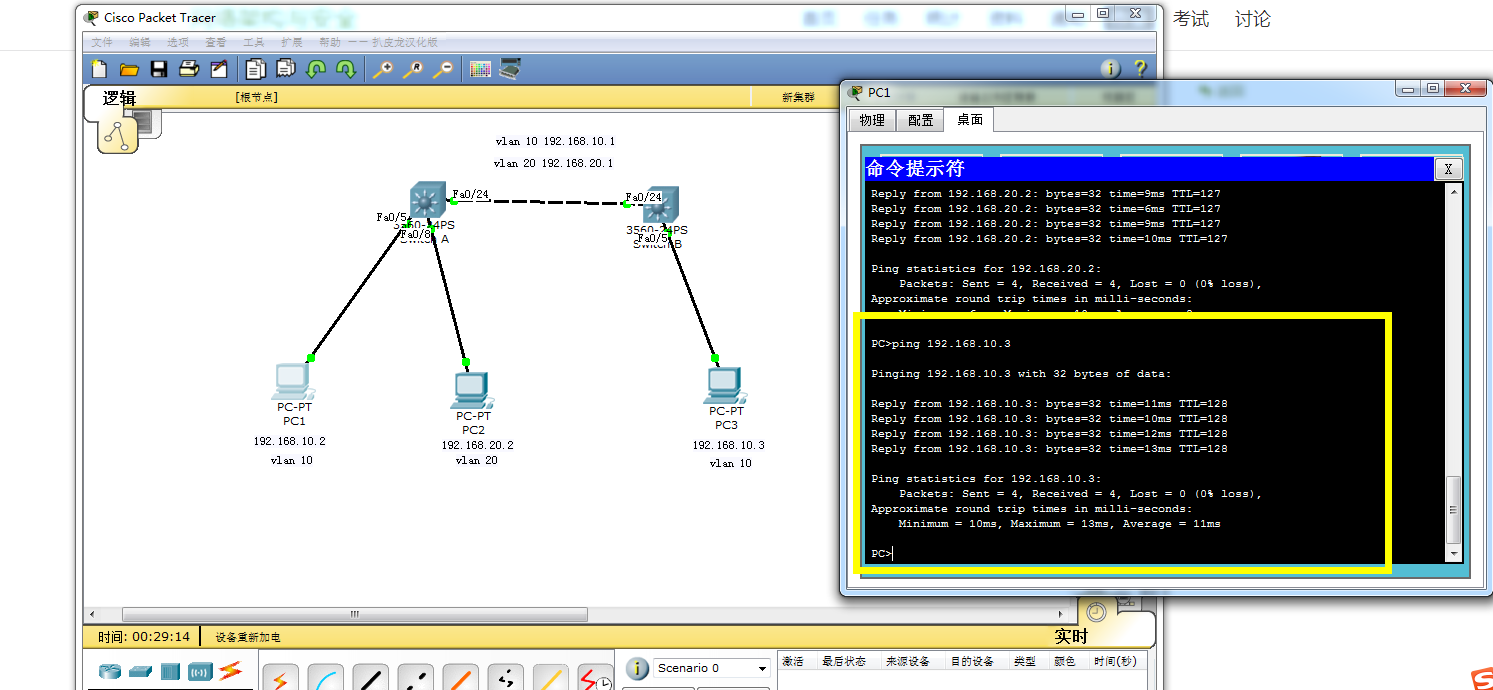 Cisco Packet Tracer
考试 讨论
文件 编辑 选项 查看 工具 扩展 帮助 —— 扒皮龙汉化版
逻辑 [根节点] 新集群
vlan 10 192.168.10.1
vlan 20 192.168.20.1
Fa0/24 Fa0/24
Fa0/5
3560-24PS
Fa0/8
Switch A
3560-24PS
Fa0/5
Switch B
PC-PT
PC1
192.168.10.2
vlan 10
PC-PT
PC2
192.168.20.2
vlan 20
PC-PT
PC3
192.168.10.3
vlan 10
PC1
物理 配置 桌面
命令提示符 X
Reply from 192.168.20.2: bytes=32 time=9ms TTL=127
Reply from 192.168.20.2: bytes=32 time=6ms TTL=127
Reply from 192.168.20.2: bytes=32 time=9ms TTL=127
Reply from 192.168.20.2: bytes=32 time=10ms TTL=127
Ping statistics for 192.168.20.2:
Packets: Sent = 4, Received = 4, Lost = 0 (0% loss),
Approximate round trip times in milli-seconds:
PC>ping 192.168.10.3
Pinging 192.168.10.3 with 32 bytes of data:
Reply from 192.168.10.3: bytes=32 time=11ms TTL=128
Reply from 192.168.10.3: bytes=32 time=10ms TTL=128
Reply from 192.168.10.3: bytes=32 time=12ms TTL=128
Reply from 192.168.10.3: bytes=32 time=13ms TTL=128
Ping statistics for 192.168.10.3:
Packets: Sent = 4, Received = 4, Lost = 0 (0% loss),
Approximate round trip times in milli-seconds:
Minimum = 10ms, Maximum = 13ms, Average = 11ms
PC>
时间: 00:29:14 设备重新加电 实时
Scenario 0
激活 最后状态 来源设备 目的设备 类型 颜色 时间(秒)